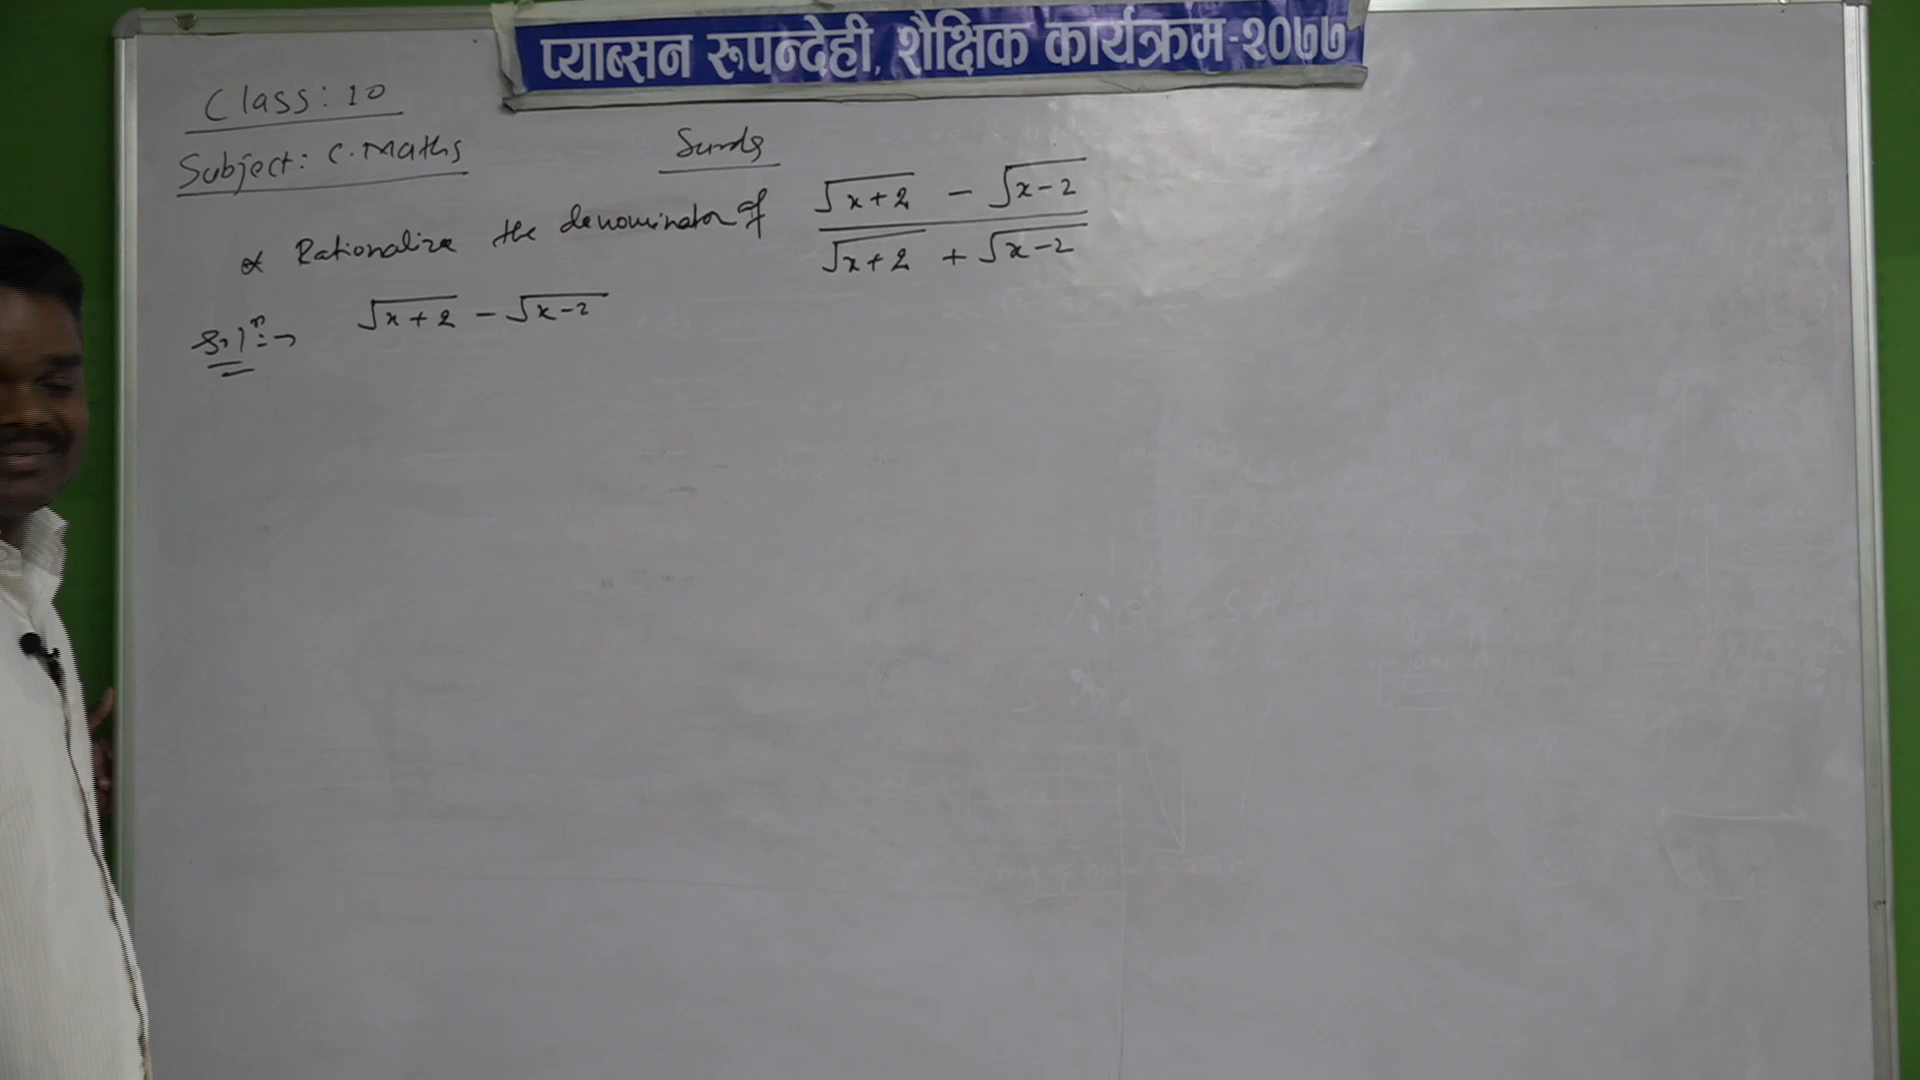 प्याब्सन रूपन्देही, शैक्षिक कार्यक्रम-२०७७
Class: 10
Subject: C. Maths
Surds
α Rationalize the denominator of (√x+2 - √x-2) / (√x+2 + √x-2)
Solⁿ:→ √x+2 - √x-2